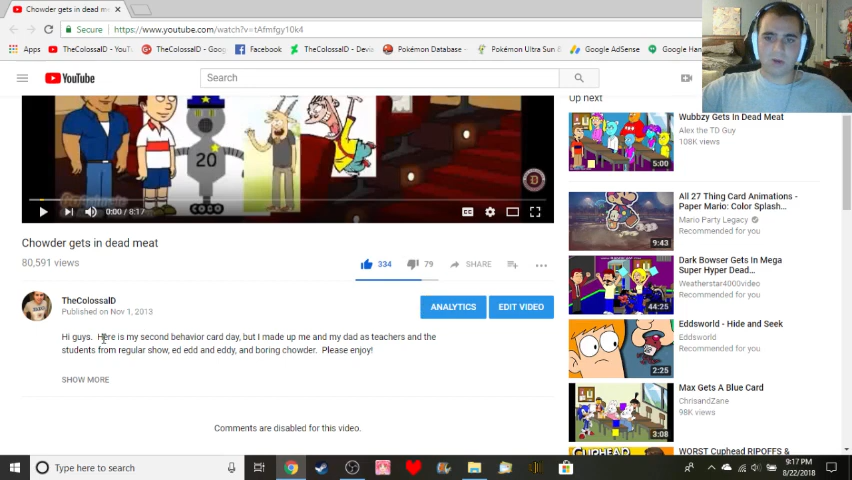 Chowder gets in dead m
Secure
https://www.youtube.com/watch?v=tAfmfgy10k4
Apps
TheColossalD - YouT
TheColossalD - Goog
Facebook
TheColossalD - Devia
Pokémon Database -
Pokémon Ultra Sun &
Google AdSense
Google Han
YouTube
Search
20
0:00 / 8:17
Up next
Wubbzy Gets In Dead Meat
Alex the TD Guy
108K views
5:00
All 27 Thing Card Animations -
Paper Mario: Color Splash...
Mario Party Legacy
Recommended for you
9:43
Dark Bowser Gets In Mega
Super Hyper Dead...
Weatherstar4000video
Recommended for you
44:25
Eddsworld - Hide and Seek
Eddsworld
Recommended for you
2:25
Max Gets A Blue Card
ChrisandZane
98K views
3:08
WORST Cuphead RIPOFFS &
CUPHEAD
Chowder gets in dead meat
80,591 views
334
79
SHARE
TheColossalD
Published on Nov 1, 2013
ANALYTICS
EDIT VIDEO
Hi guys. Here is my second behavior card day, but I made up me and my dad as teachers and the
students from regular show, ed edd and eddy, and boring chowder. Please enjoy!
SHOW MORE
Comments are disabled for this video.
Type here to search
9:17 PM
8/22/2018